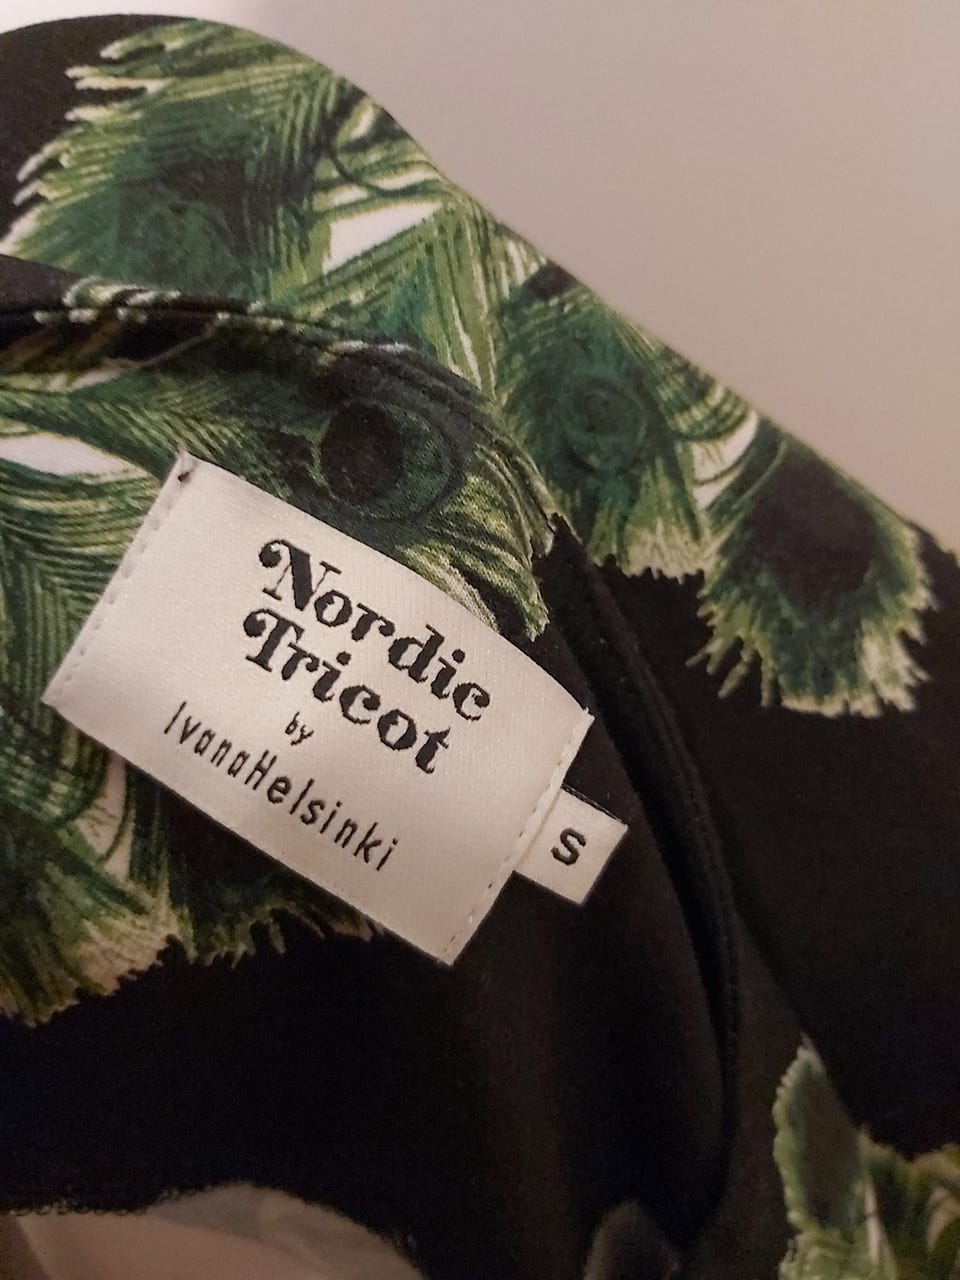 Nordic
Tricot
by
IvanaHelsinki
S